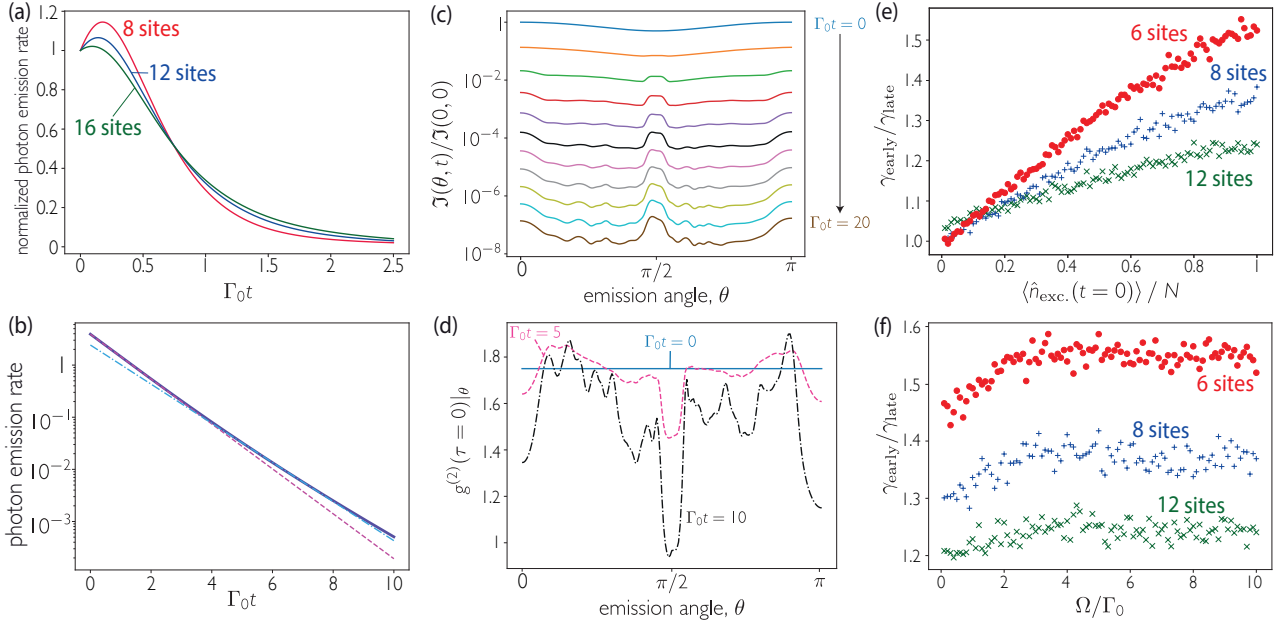 (a)
normalized photon emission rate
1.2
1
0.8
0.6
0.4
0.2
0
8 sites
12 sites
16 sites
0
0.5
1
1.5
2
2.5
Γ₀t
(b)
photon emission rate
1
10⁻¹
10⁻²
10⁻³
0
2
4
6
8
10
Γ₀t
(c)
ℑ(θ, t)/ℑ(0, 0)
1
10⁻²
10⁻⁴
10⁻⁶
10⁻⁸
Γ₀t = 0
Γ₀t = 20
0
π/2
π
emission angle, θ
(d)
g⁽²⁾(τ = 0)|θ
1.8
1.6
1.4
1.2
1
Γ₀t = 5
Γ₀t = 0
Γ₀t = 10
0
π/2
π
emission angle, θ
(e)
γearly/γlate
1.5
1.4
1.3
1.2
1.1
1.0
6 sites
8 sites
12 sites
0
0.2
0.4
0.6
0.8
1
⟨n̂exc.(t = 0)⟩ / N
(f)
γearly/γlate
1.6
1.5
1.4
1.3
1.2
6 sites
8 sites
12 sites
0
2
4
6
8
10
Ω/Γ₀